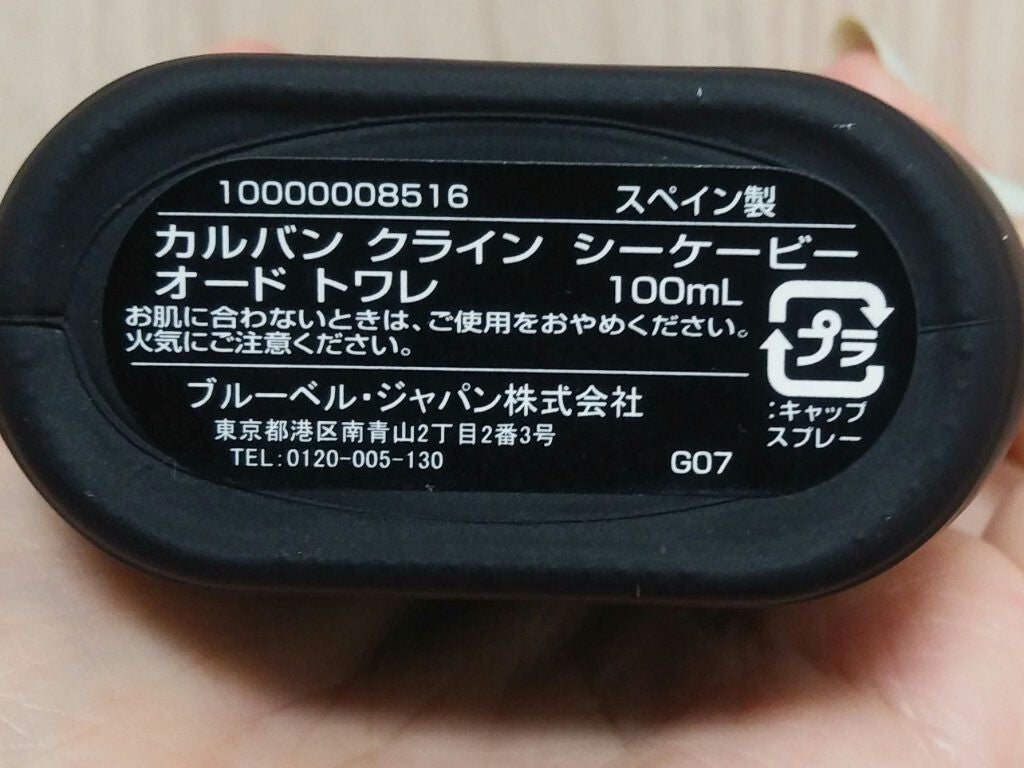 10000008516 スペイン製
カルバン クライン シーケービー
オード トワレ 100mL
お肌に合わないときは、ご使用をおやめください。
火気にご注意ください。
プラ
:キャップ
スプレー
ブルーベル・ジャパン株式会社
東京都港区南青山2丁目2番3号
TEL:0120-005-130 G07